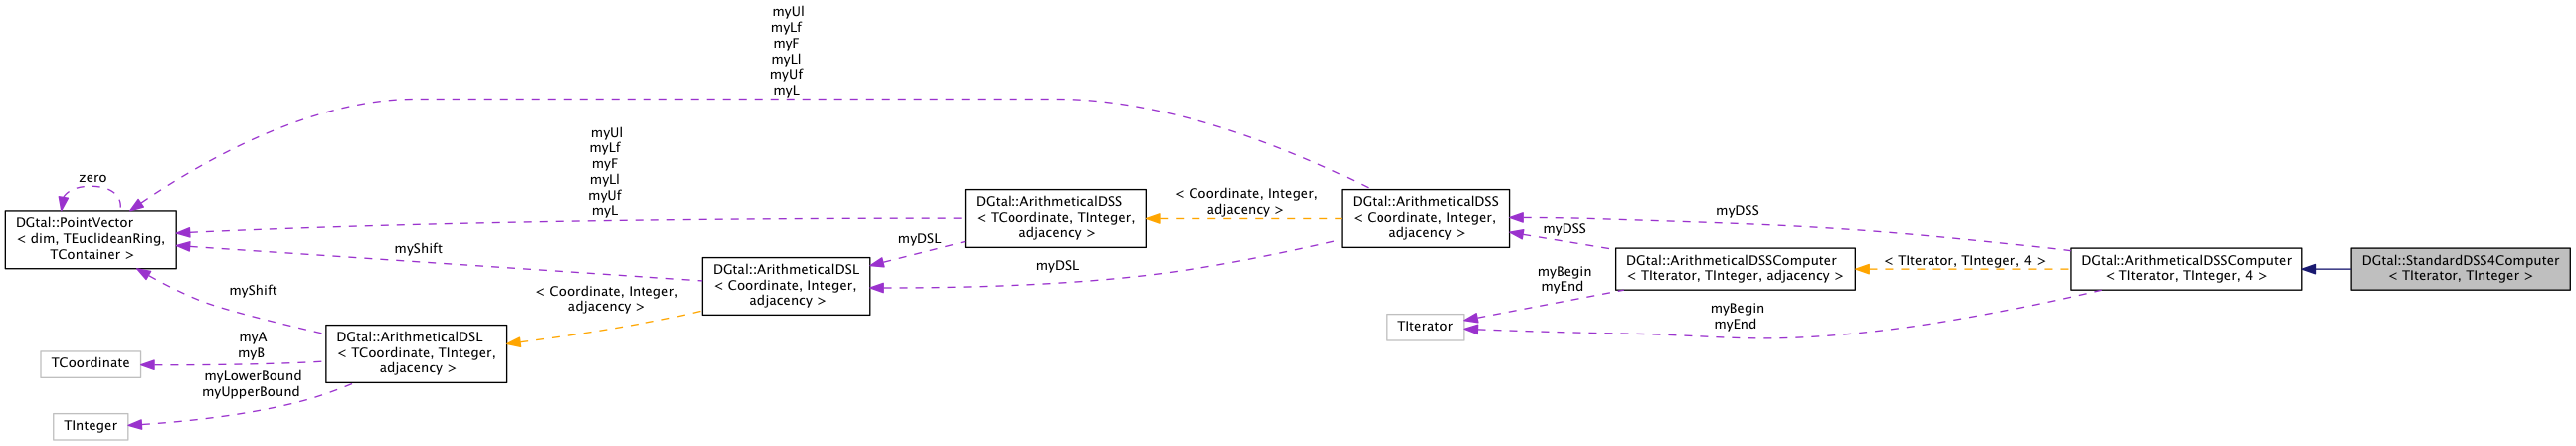 myUl
myLf
myF
myLl
myUf
myL
myUl
myLf
myF
myLl
myUf
myL
zero
DGtal::PointVector
< dim, TEuclideanRing,
TContainer >
myShift
myShift
DGtal::ArithmeticalDSS
< TCoordinate, TInteger,
adjacency >
< Coordinate, Integer,
adjacency >
DGtal::ArithmeticalDSS
< Coordinate, Integer,
adjacency >
myDSL
myDSL
DGtal::ArithmeticalDSL
< Coordinate, Integer,
adjacency >
< Coordinate, Integer,
adjacency >
DGtal::ArithmeticalDSL
< TCoordinate, TInteger,
adjacency >
myA
myB
TCoordinate
myLowerBound
myUpperBound
TInteger
myDSS
myDSS
DGtal::ArithmeticalDSSComputer
< TIterator, TInteger, adjacency >
< TIterator, TInteger, 4 >
DGtal::ArithmeticalDSSComputer
< TIterator, TInteger, 4 >
DGtal::StandardDSS4Computer
< TIterator, TInteger >
myBegin
myEnd
TIterator
myBegin
myEnd